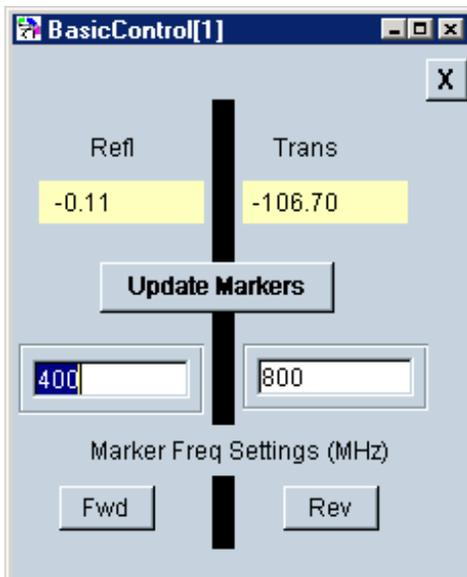 BasicControl[1]
X
Refl Trans
-0.11 -106.70
Update Markers
400 800
Marker Freq Settings (MHz)
Fwd Rev